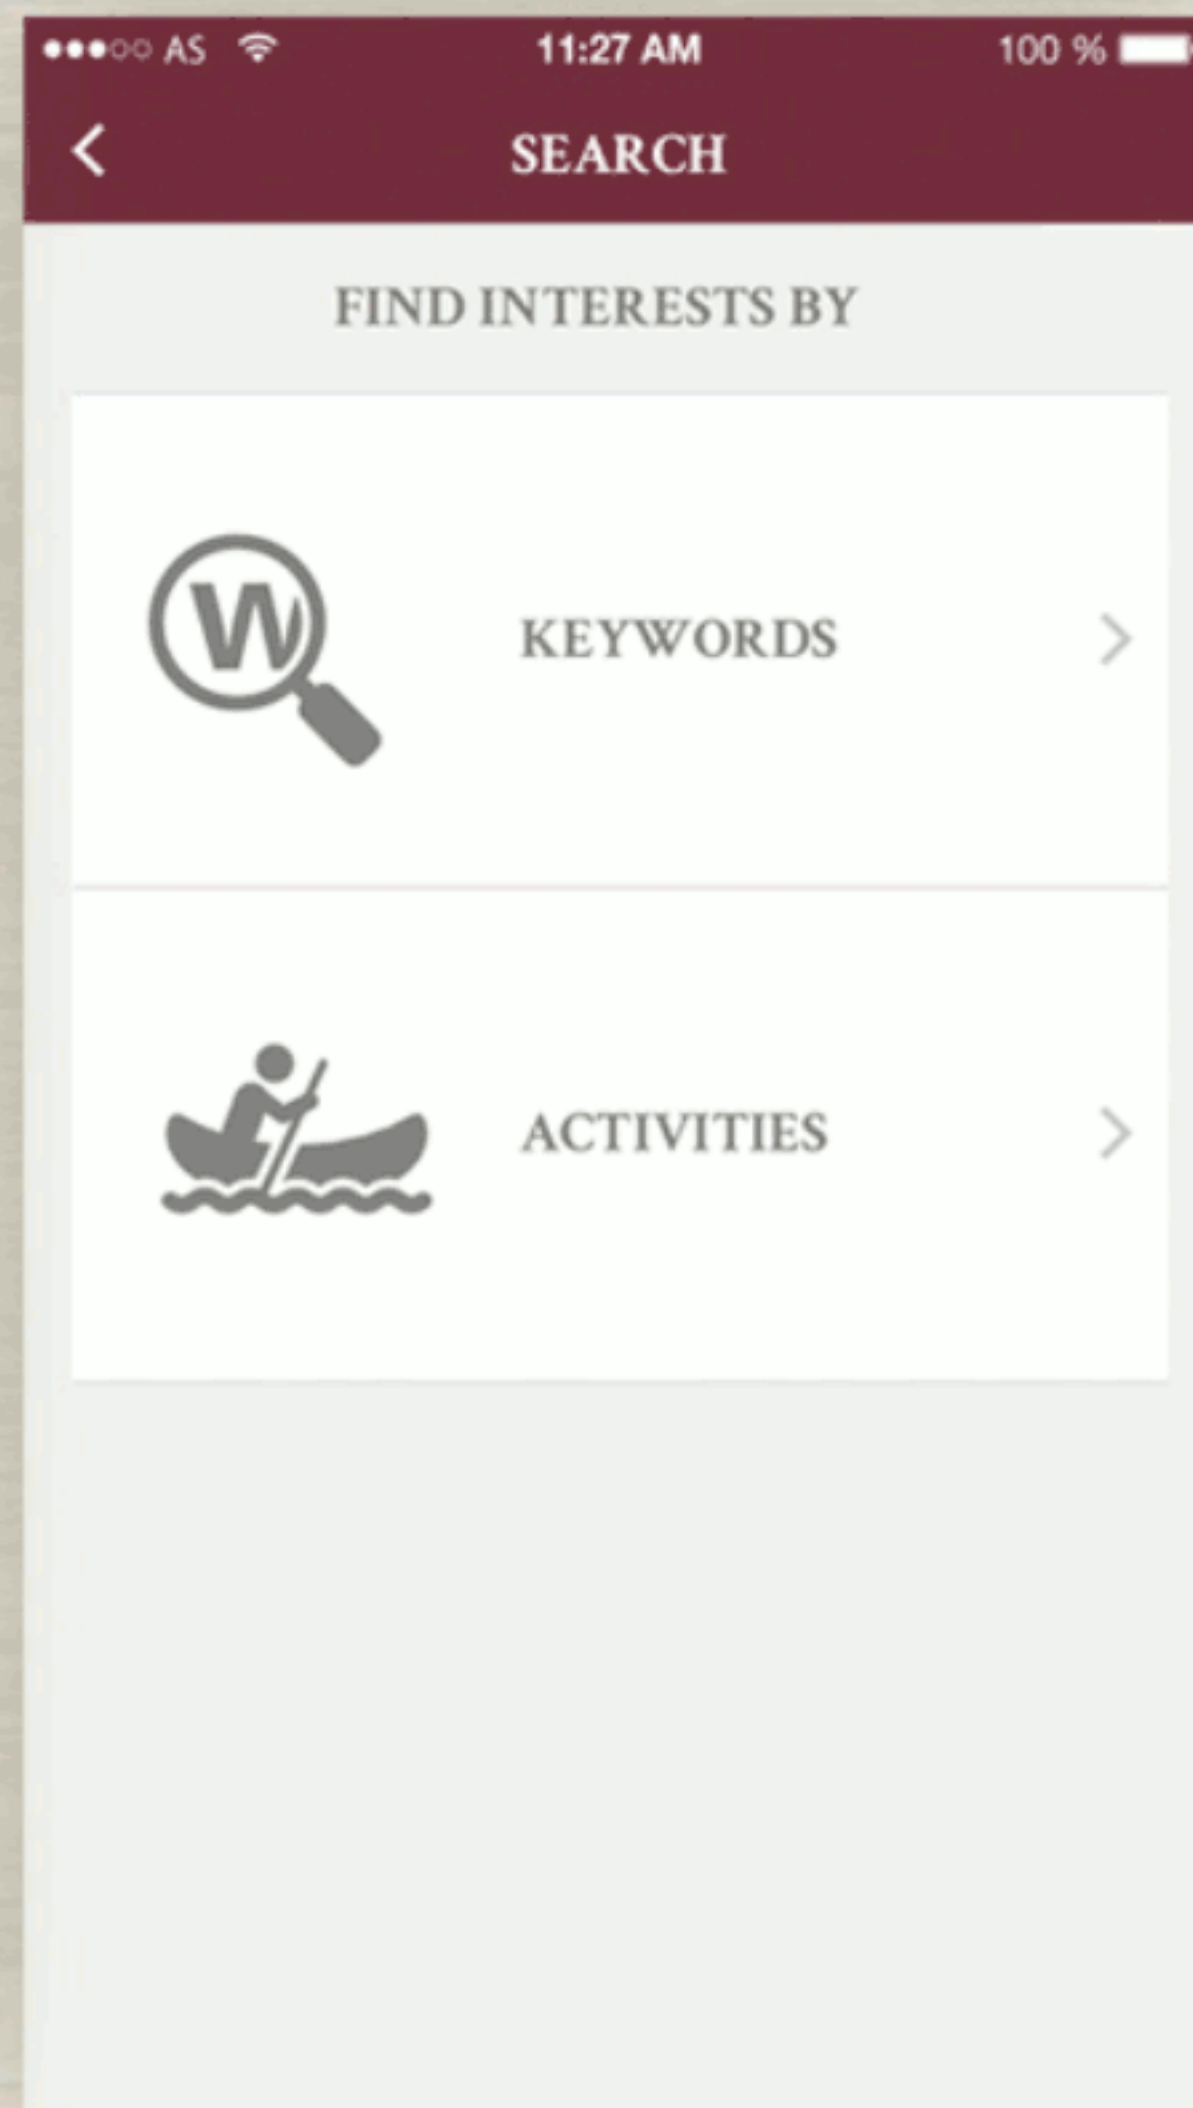 AS 11:27 AM 100 %
SEARCH
FIND INTERESTS BY
W KEYWORDS
ACTIVITIES